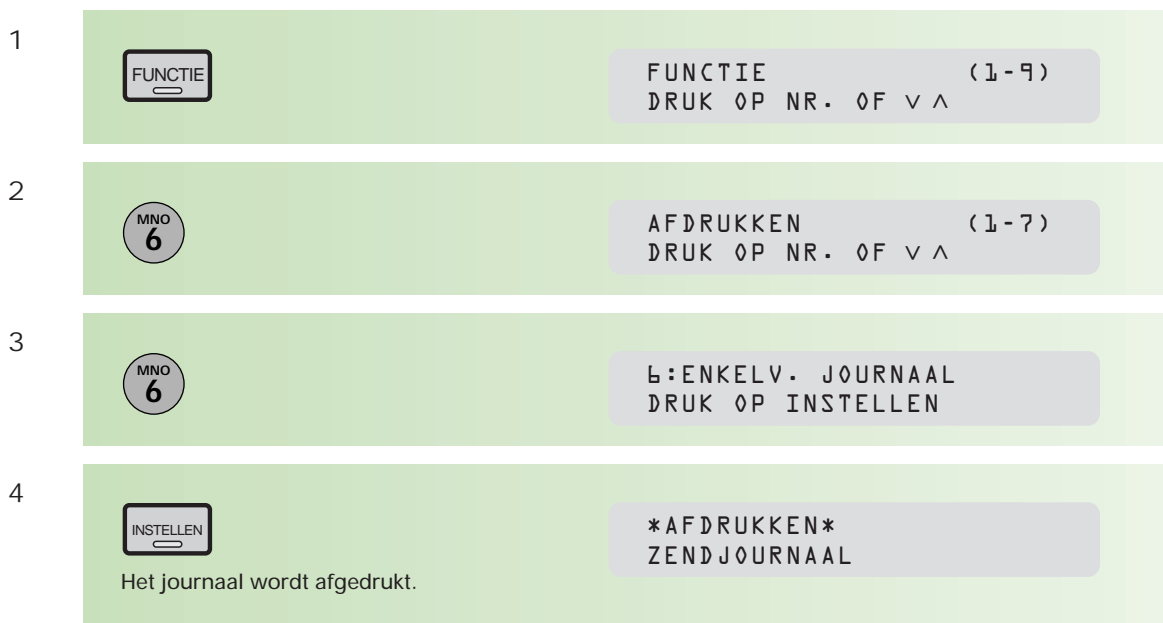 1
FUNCTIE
FUNCTIE (1-9)
DRUK OP NR. OF ∨ ∧
2
MNO
6
AFDRUKKEN (1-7)
DRUK OP NR. OF ∨ ∧
3
MNO
6
6:ENKELV. JOURNAAL
DRUK OP INSTELLEN
4
INSTELLEN
*AFDRUKKEN*
ZENDJOURNAAL
Het journaal wordt afgedrukt.